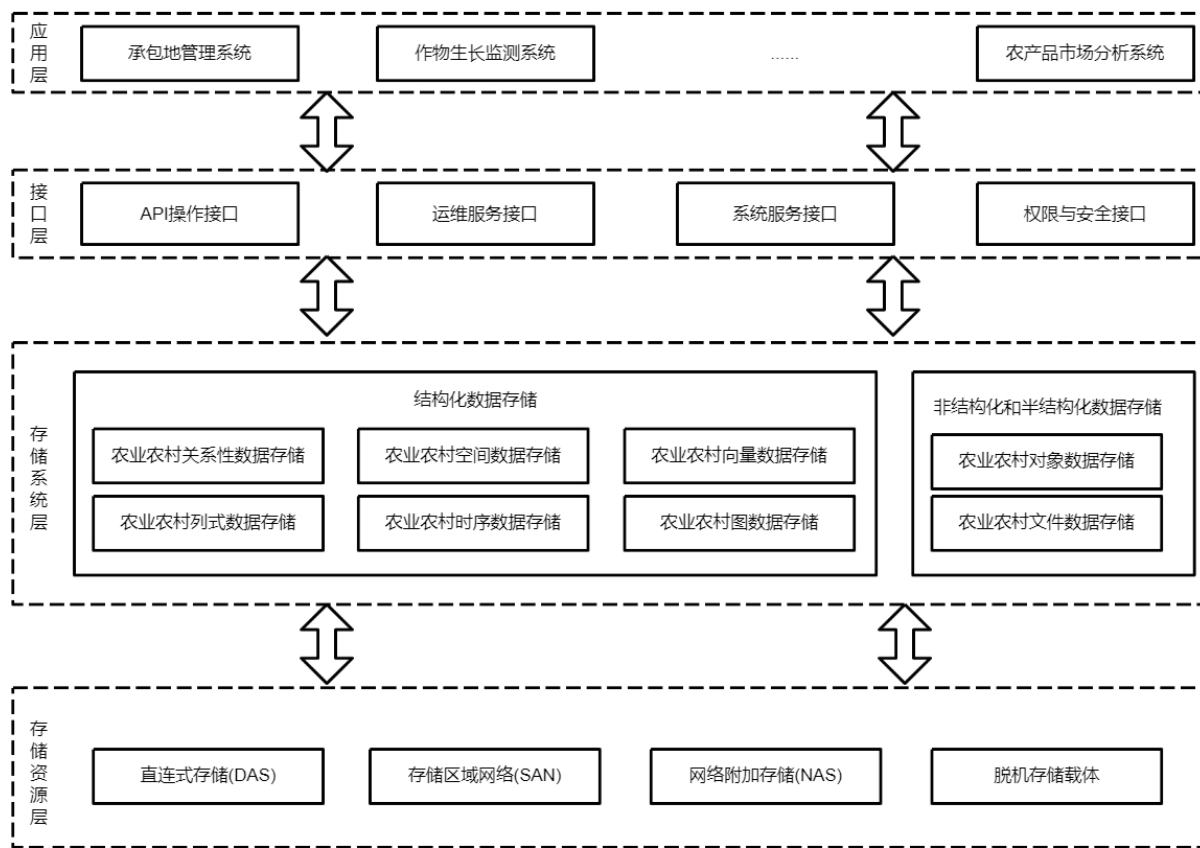 应用层
承包地管理系统
作物生长监测系统
......
农产品市场分析系统
接口层
API操作接口
运维服务接口
系统服务接口
权限与安全接口
存储系统层
结构化数据存储
农业农村关系性数据存储
农业农村空间数据存储
农业农村向量数据存储
农业农村列式数据存储
农业农村时序数据存储
农业农村图数据存储
非结构化和半结构化数据存储
农业农村对象数据存储
农业农村文件数据存储
存储资源层
直连式存储(DAS)
存储区域网络(SAN)
网络附加存储(NAS)
脱机存储载体